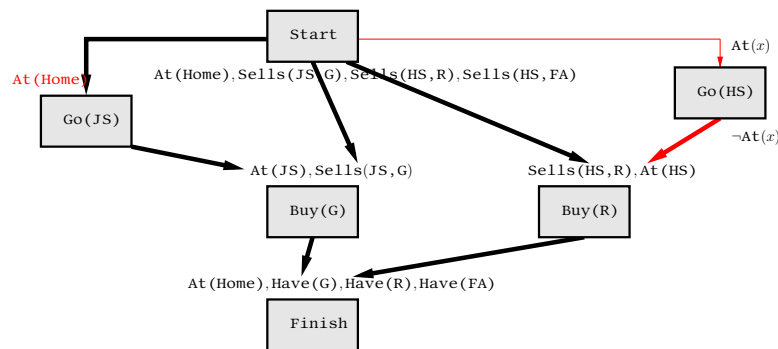 Start
At(x)
At(Home),Sells(JS,G),Sells(HS,R),Sells(HS,FA)
At(Home)
Go(HS)
Go(JS)
¬At(x)
At(JS),Sells(JS,G)
Sells(HS,R),At(HS)
Buy(G)
Buy(R)
At(Home),Have(G),Have(R),Have(FA)
Finish